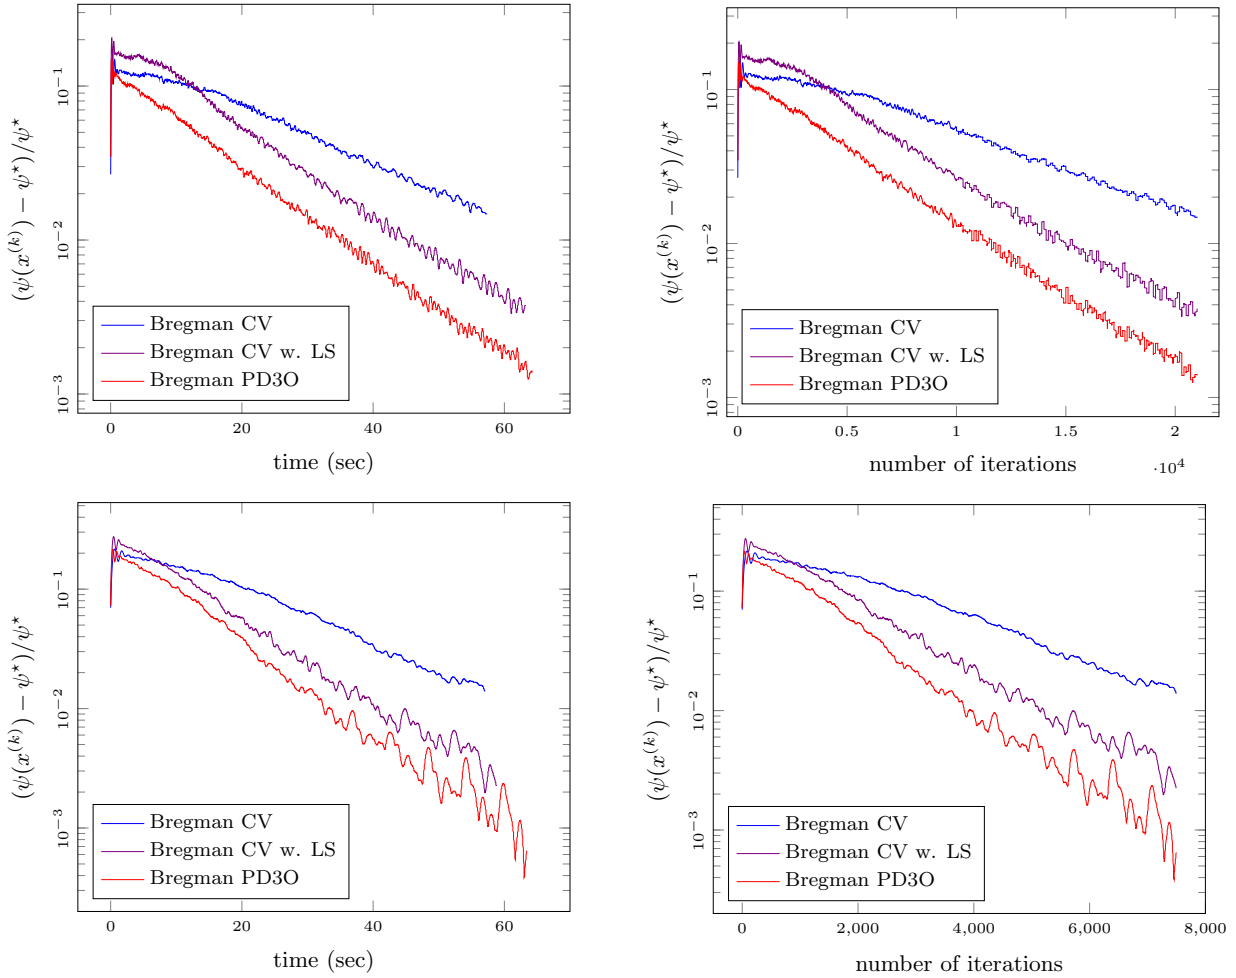 (ψ(x^(k)) − ψ*)/ψ*
10^−1
10^−2
10^−3
Bregman CV
Bregman CV w. LS
Bregman PD3O
0 20 40 60
time (sec)
(ψ(x^(k)) − ψ*)/ψ*
10^−1
10^−2
10^−3
Bregman CV
Bregman CV w. LS
Bregman PD3O
0 0.5 1 1.5 2
·10^4
number of iterations
(ψ(x^(k)) − ψ*)/ψ*
10^−1
10^−2
10^−3
Bregman CV
Bregman CV w. LS
Bregman PD3O
0 20 40 60
time (sec)
(ψ(x^(k)) − ψ*)/ψ*
10^−1
10^−2
10^−3
Bregman CV
Bregman CV w. LS
Bregman PD3O
0 2,000 4,000 6,000 8,000
number of iterations